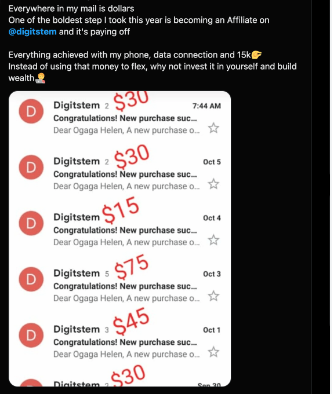 Everywhere in my mail is dollars
One of the boldest step I took this year is becoming an Affiliate on
@digitstem and it's paying off
Everything achieved with my phone, data connection and 15k👉
Instead of using that money to flex, why not invest it in yourself and build
wealth
D
Digitstem 2 $30 7:44 AM
Congratulations! New purchase suc...
Dear Ogaga Helen, A new purchase o...
D
Digitstem 2 $30 Oct 5
Congratulations! New purchase suc...
Dear Ogaga Helen, A new purchase o...
D
Digitstem $15 Oct 4
Congratulations! New purchase suc...
Dear Ogaga Helen, A new purchase o...
D
Digitstem 5 $75 Oct 3
Congratulations! New purchase suc...
Dear Ogaga Helen, A new purchase o...
D
Digitstem 3 $45 Oct 1
Congratulations! New purchase suc...
Dear Ogaga Helen, A new purchase o...
Digitstem 2 $30 Sep 30